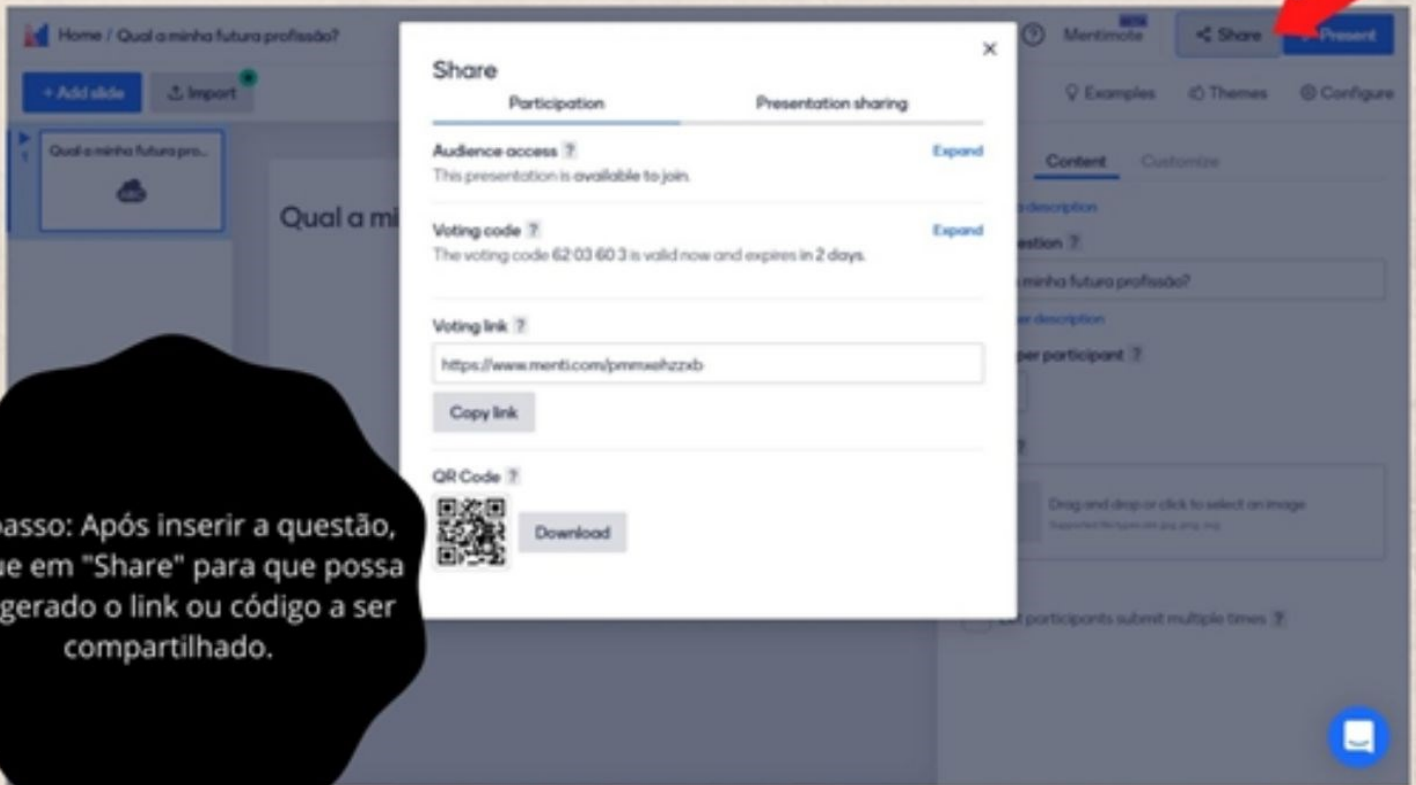 Home / Qual a minha futura profissão?
Mentimote
BETA
Share
Present
+ Add slide
Import
Examples
Themes
Configure
1
Qual a minha futura pro...
Qual a mi
Share
Participation
Presentation sharing
Audience access ?
Expand
This presentation is available to join.
Voting code ?
Expand
The voting code 62 03 60 3 is valid now and expires in 2 days.
Voting link ?
https://www.menti.com/pmmxehzzxb
Copy link
QR Code ?
Download
Content
Customize
description
estion ?
minha futura profissão?
er description
per participant ?
?
Drag and drop or click to select an image
participants submit multiple times ?
passo: Após inserir a questão,
ue em "Share" para que possa
gerado o link ou código a ser
compartilhado.